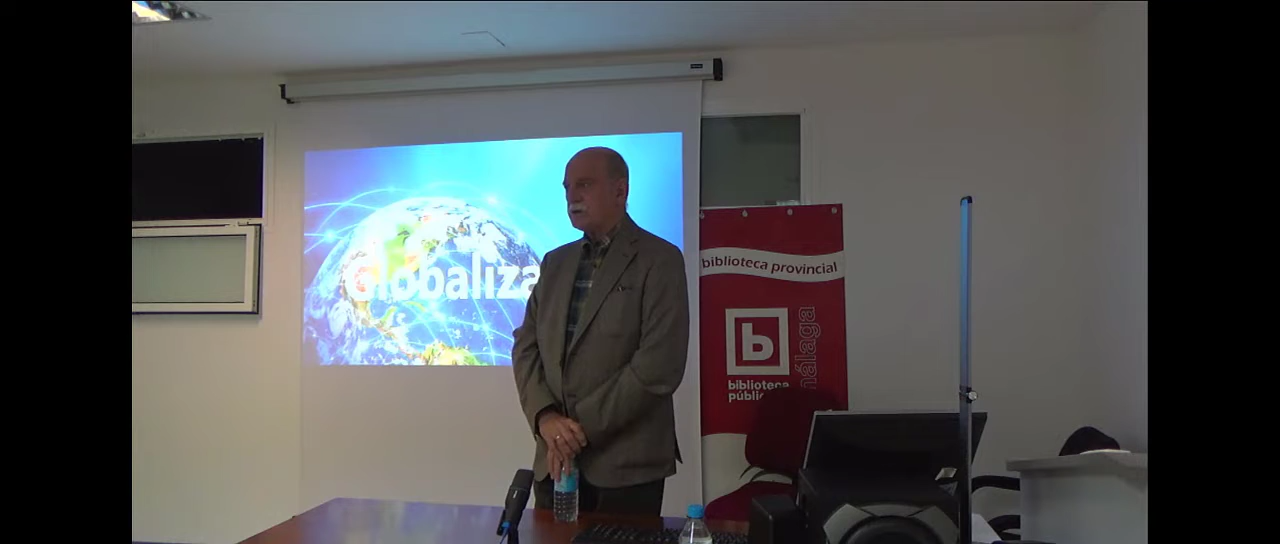 Globaliza
biblioteca provincial
b
málaga
biblioteca
públic